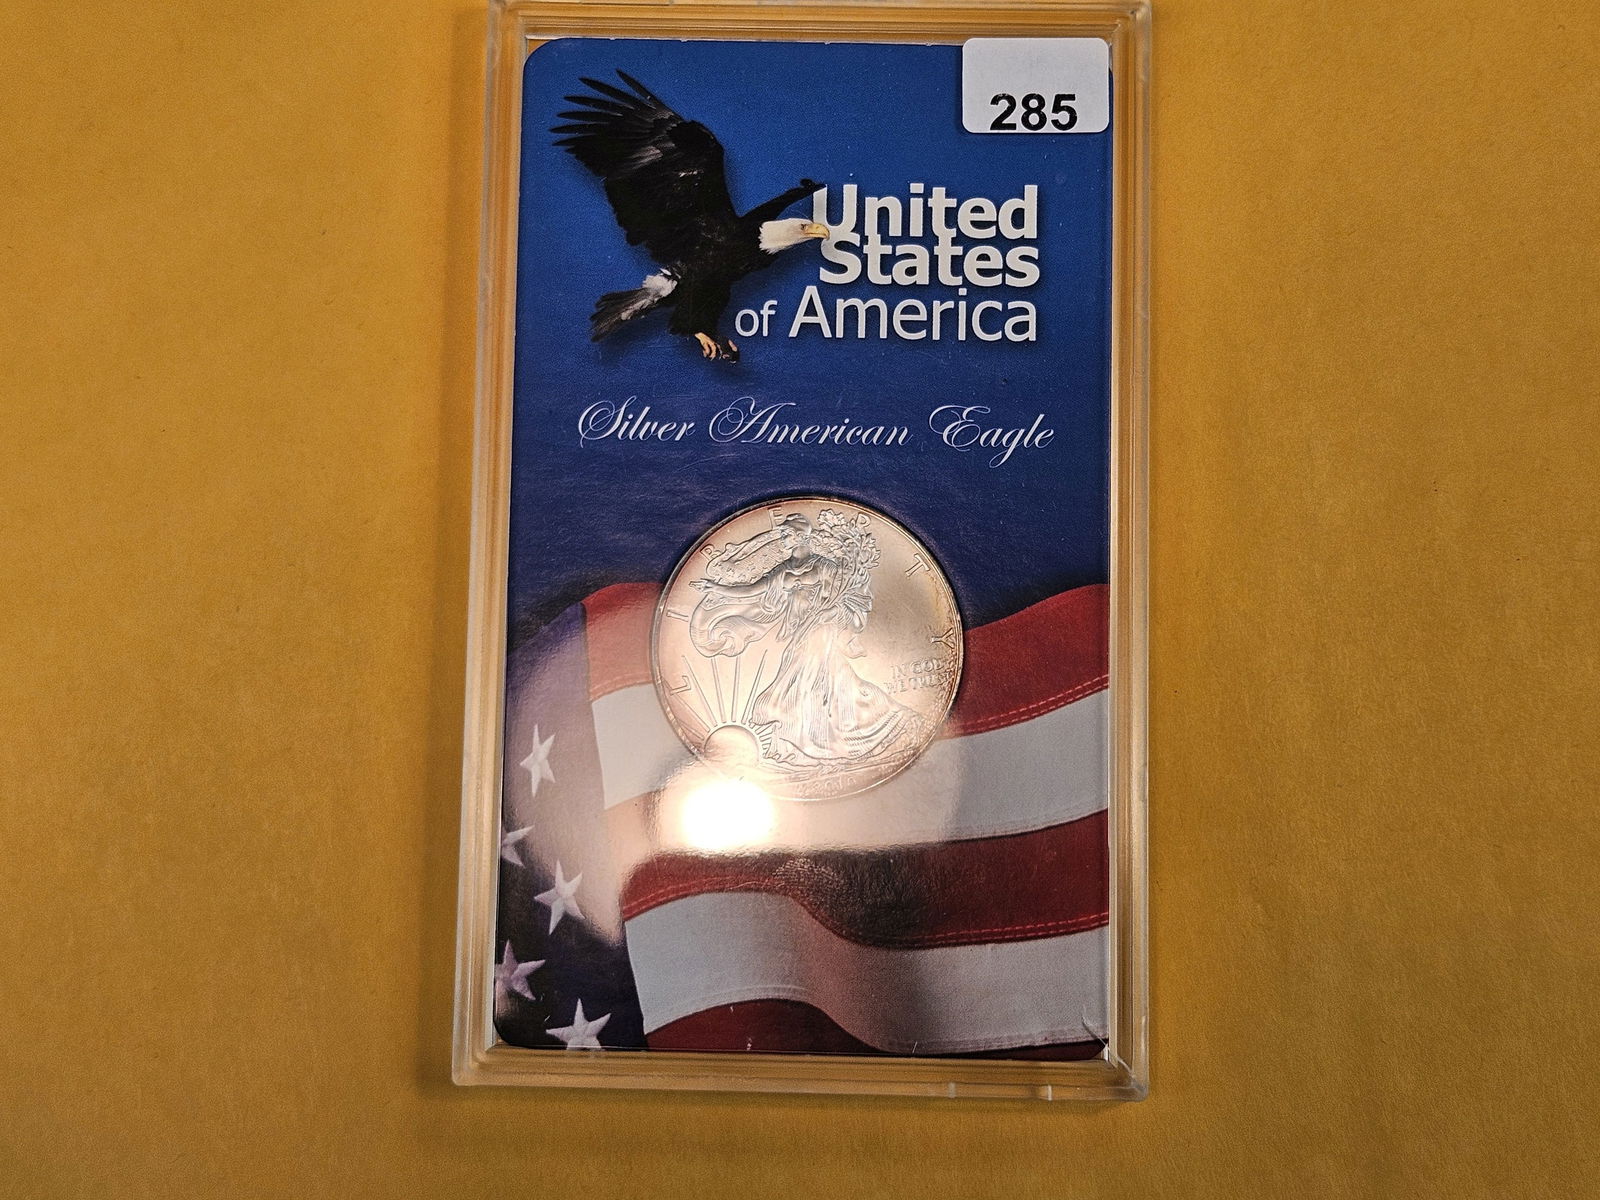 285
United
States
of America
Silver American Eagle
LIBERTY
IN GOD
WE TRUST